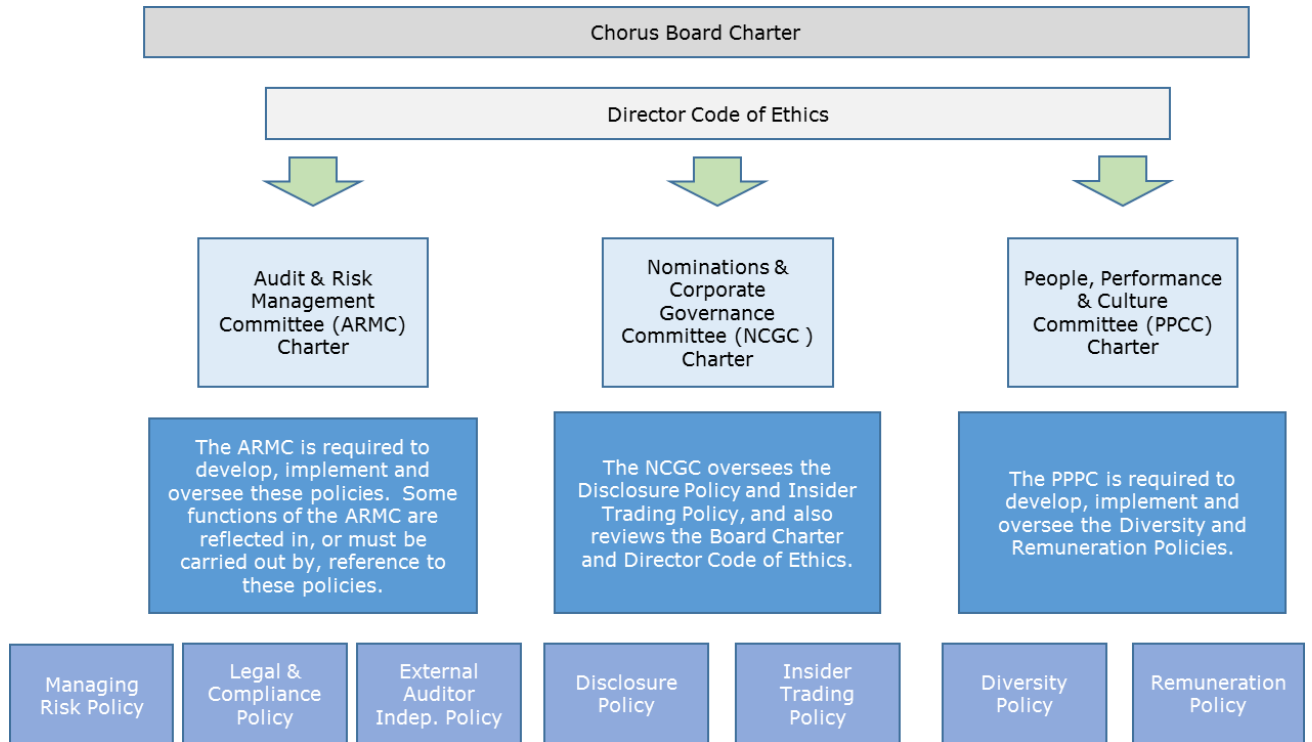 Chorus Board Charter
Director Code of Ethics
Audit & Risk
Management
Committee (ARMC)
Charter
Nominations &
Corporate
Governance
Committee (NCGC )
Charter
People, Performance
& Culture
Committee (PPCC)
Charter
The ARMC is required to
develop, implement and
oversee these policies.  Some
functions of the ARMC are
reflected in, or must be
carried out by, reference to
these policies.
The NCGC oversees the
Disclosure Policy and Insider
Trading Policy, and also
reviews the Board Charter
and Director Code of Ethics.
The PPPC is required to
develop, implement and
oversee the Diversity and
Remuneration Policies.
Managing
Risk Policy
Legal &
Compliance
Policy
External
Auditor
Indep. Policy
Disclosure
Policy
Insider
Trading
Policy
Diversity
Policy
Remuneration
Policy